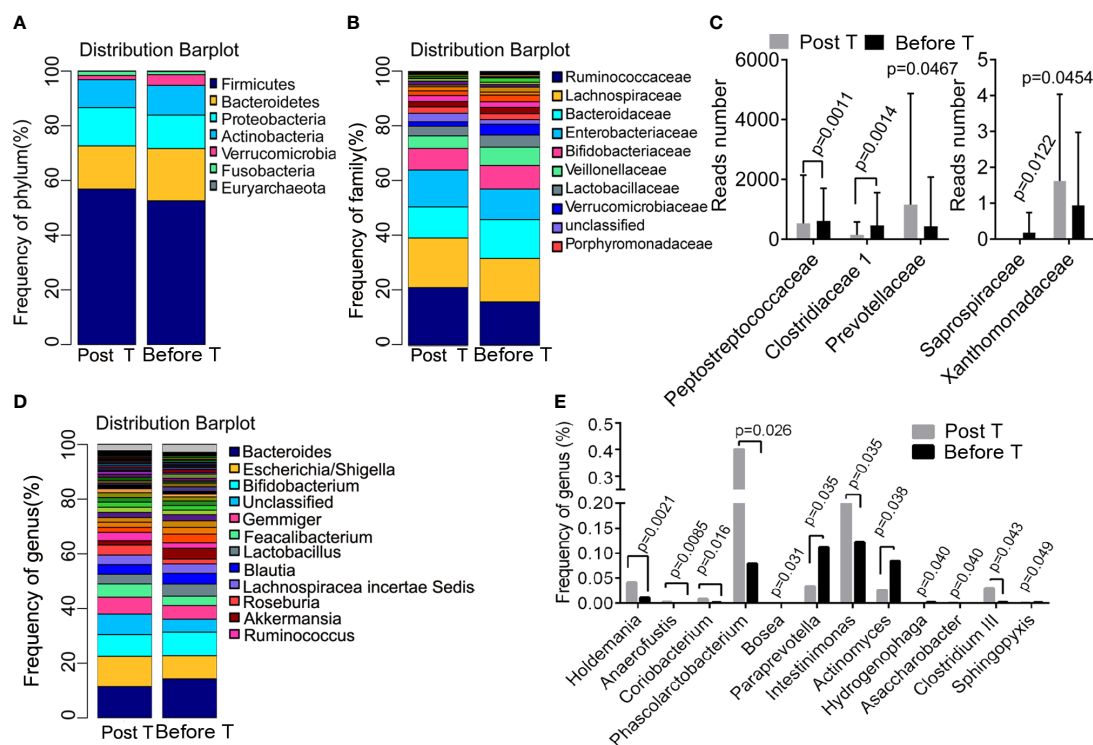 A
Distribution Barplot
Frequency of phylum(%)
0 20 40 60 80 100
Post T Before T
Firmicutes
Bacteroidetes
Proteobacteria
Actinobacteria
Verrucomicrobia
Fusobacteria
Euryarchaeota
B
Distribution Barplot
Frequency of family(%)
0 20 40 60 80 100
Post T Before T
Ruminococcaceae
Lachnospiraceae
Bacteroidaceae
Enterobacteriaceae
Bifidobacteriaceae
Veillonellaceae
Lactobacillaceae
Verrucomicrobiaceae
unclassified
Porphyromonadaceae
C
Post T Before T
Reads number
6000
4000
2000
0
p=0.0011
p=0.0014
p=0.0467
Peptostreptococcaceae
Clostridiaceae 1
Prevotellaceae
Reads number
5
4
3
2
1
0
p=0.0122
p=0.0454
Saprospiraceae
Xanthomonadaceae
D
Distribution Barplot
Frequency of genus(%)
0 20 40 60 80 100
Post T Before T
Bacteroides
Escherichia/Shigella
Bifidobacterium
Unclassified
Gemmiger
Feacalibacterium
Lactobacillus
Blautia
Lachnospiracea incertae Sedis
Roseburia
Akkermansia
Ruminococcus
E
Post T
Before T
Frequency of genus (%)
0.5
0.4
0.3
0.20
0.15
0.10
0.05
0.00
p=0.0021
p=0.0085
p=0.016
p=0.026
p=0.031
p=0.035
p=0.035
p=0.038
p=0.040
p=0.040
p=0.043
p=0.049
Holdemania
Anaerofustis
Coriobacterium
Phascolarctobacterium
Bosea
Paraprevotella
Intestinimonas
Actinomyces
Hydrogenophaga
Asaccharobacter
Clostridium III
Sphingopyxis